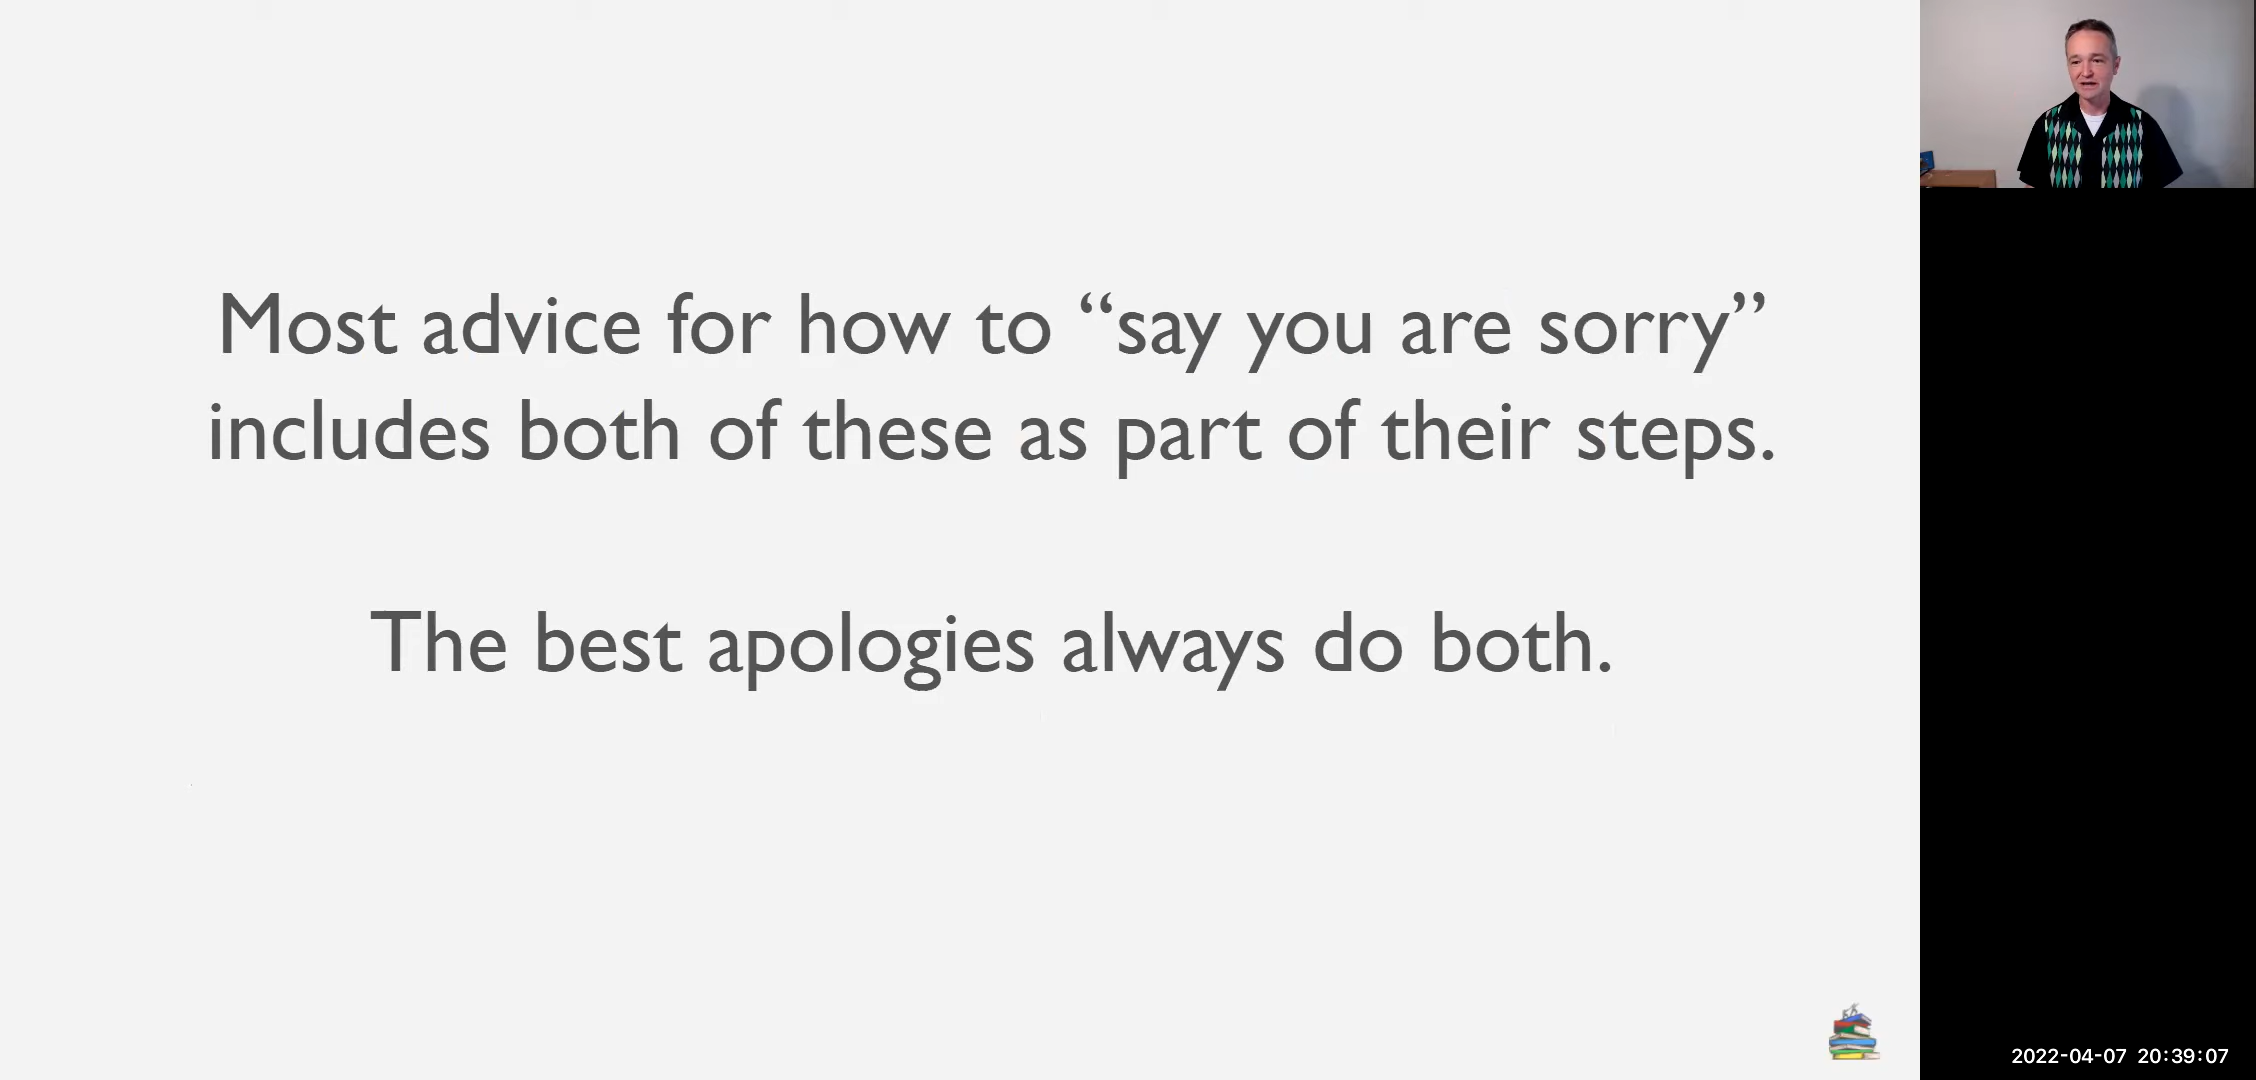 Most advice for how to “say you are sorry”
includes both of these as part of their steps.
The best apologies always do both.
2022-04-07 20:39:07